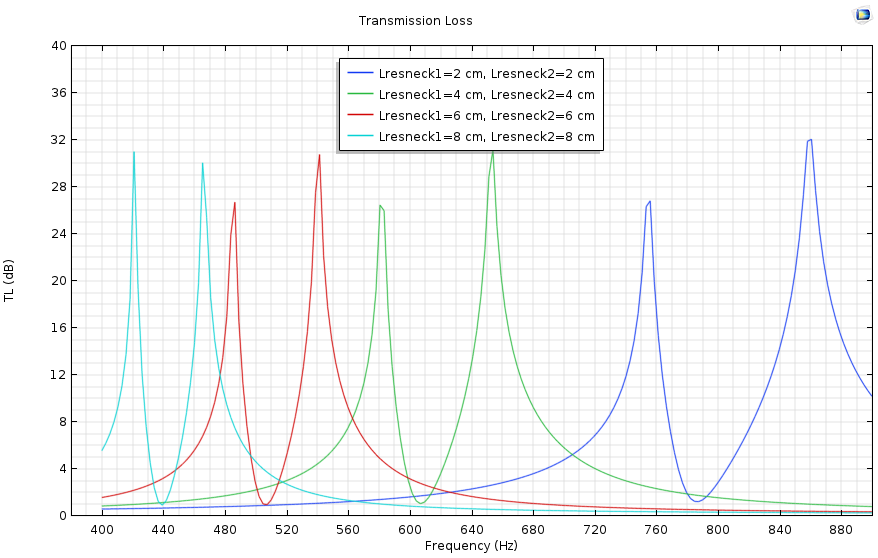 Transmission Loss
40
36
32
28
24
20
16
12
8
4
0
TL (dB)
Lresneck1=2 cm, Lresneck2=2 cm
Lresneck1=4 cm, Lresneck2=4 cm
Lresneck1=6 cm, Lresneck2=6 cm
Lresneck1=8 cm, Lresneck2=8 cm
400 440 480 520 560 600 640 680 720 760 800 840 880
Frequency (Hz)